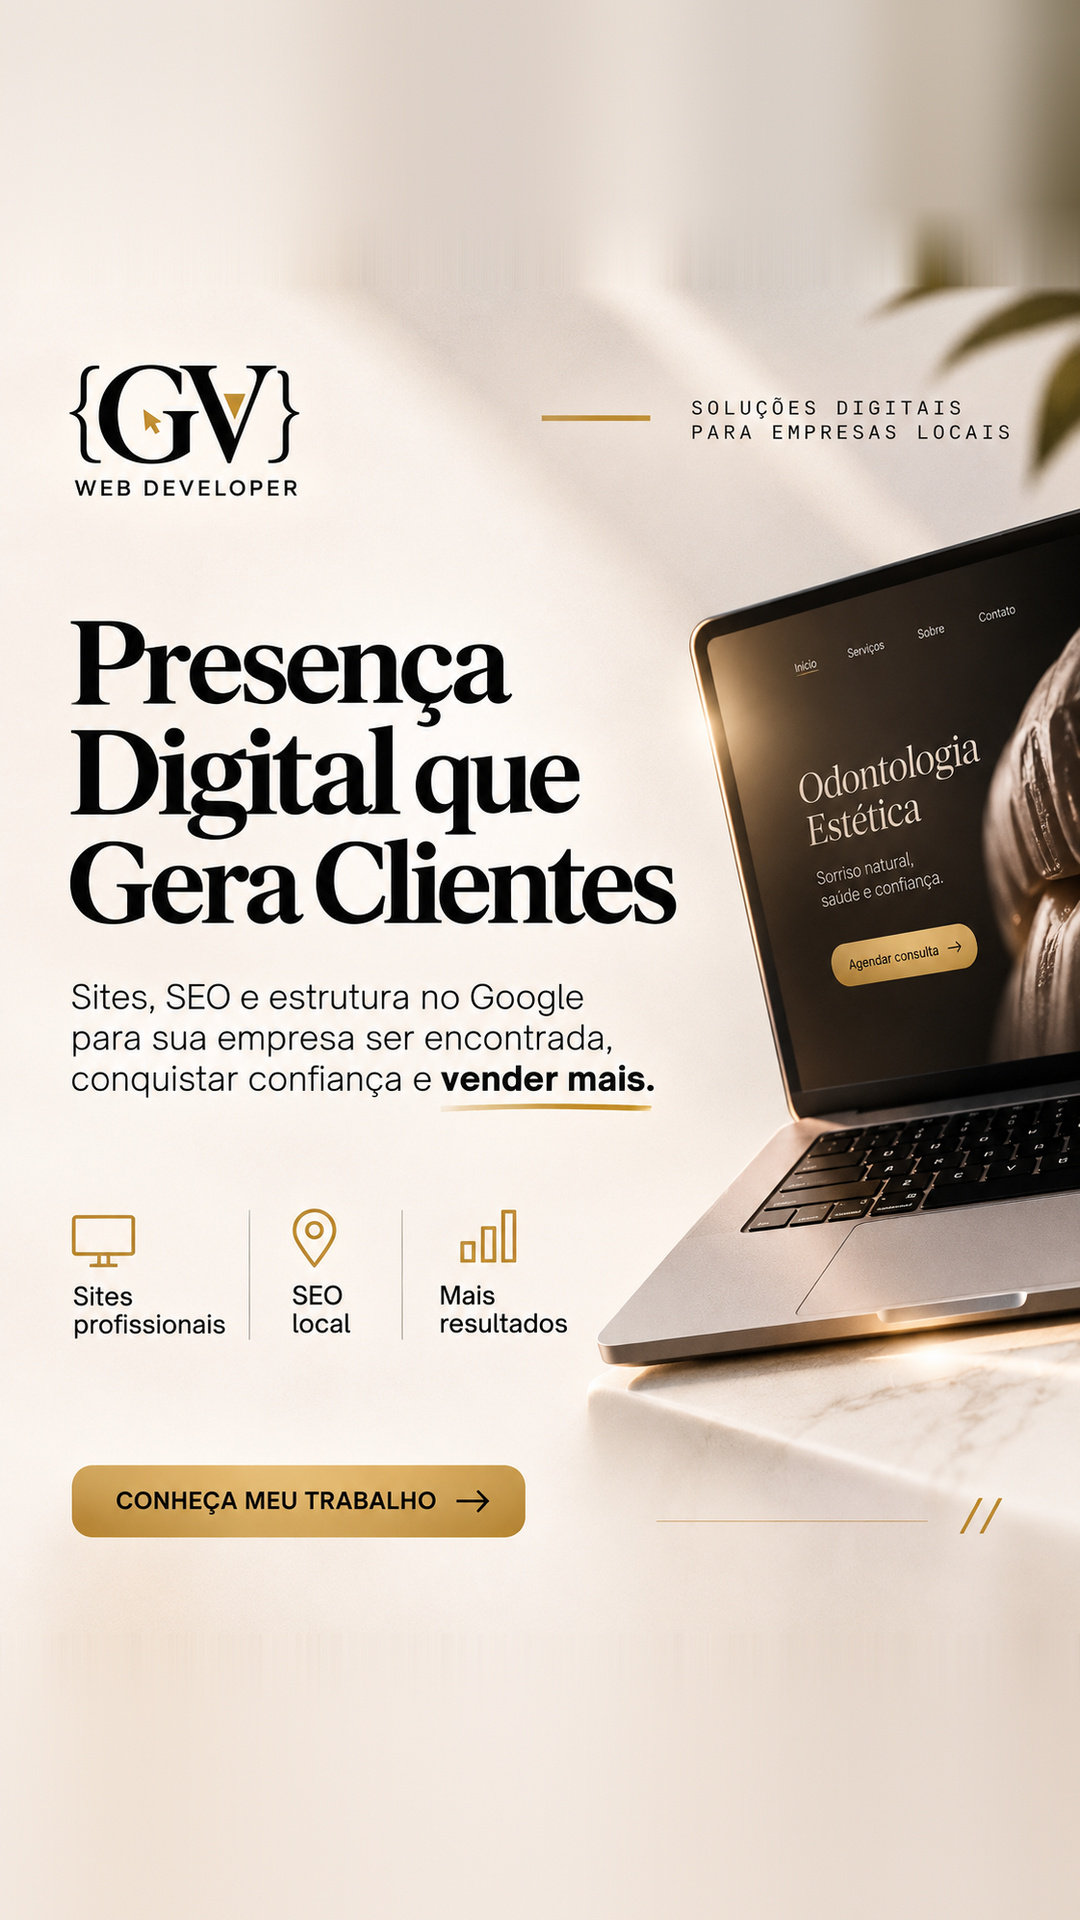 {GV}
WEB DEVELOPER
SOLUÇÕES DIGITAIS
PARA EMPRESAS LOCAIS
Presença
Digital que
Gera Clientes
Sites, SEO e estrutura no Google
para sua empresa ser encontrada,
conquistar confiança e vender mais.
Início
Serviços
Sobre
Contato
Odontologia
Estética
Sorriso natural,
saúde e confiança.
Agendar consulta →
Sites
profissionais
SEO
local
Mais
resultados
CONHEÇA MEU TRABALHO →
//